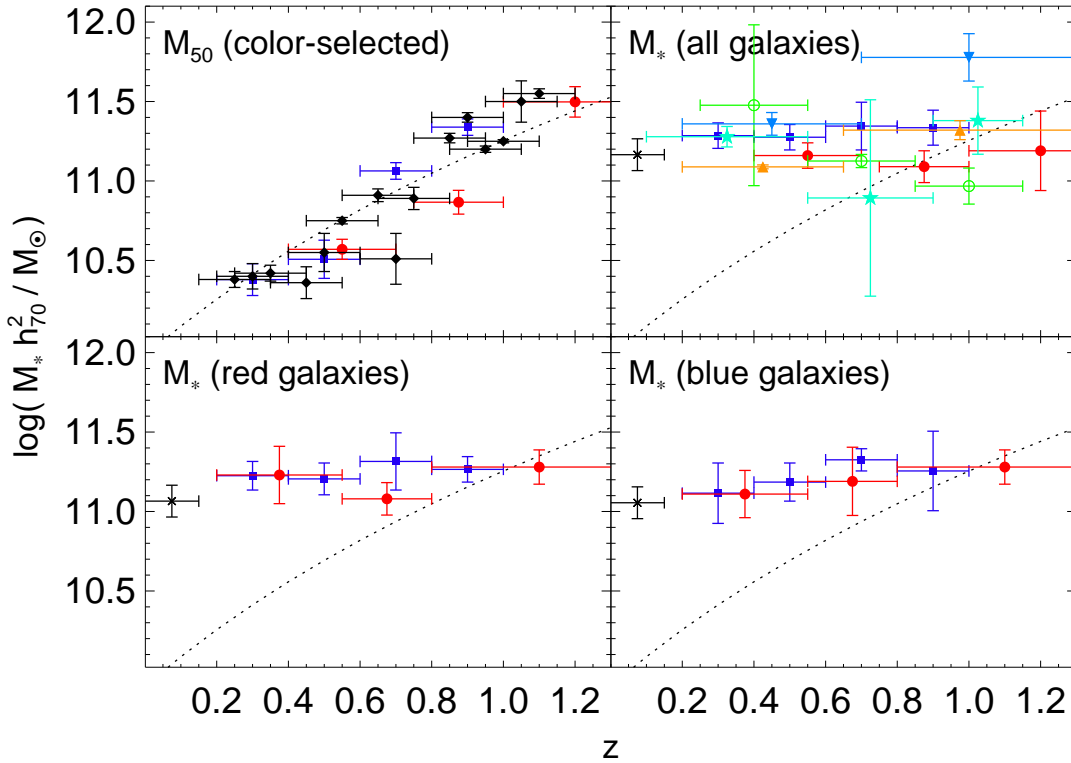 M50 (color-selected)
M* (all galaxies)
12.0
11.5
11.0
10.5
log( M* h70^2 / M⊙)
M* (red galaxies)
M* (blue galaxies)
12.0
11.5
11.0
10.5
0.2 0.4 0.6 0.8 1.0 1.2
0.2 0.4 0.6 0.8 1.0 1.2
z